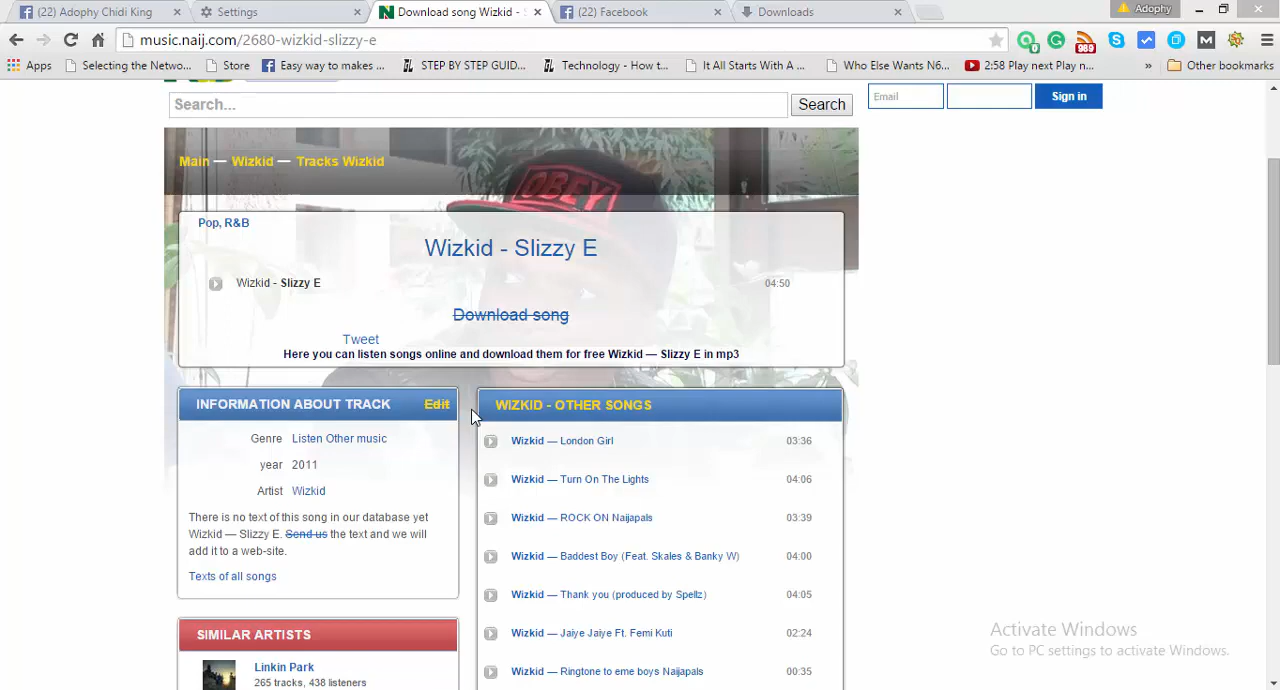 (22) Adophy Chidi King
Settings
Download song Wizkid -
(22) Facebook
Downloads
Adophy
music.naij.com/2680-wizkid-slizzy-e
0
989
M
Apps
Selecting the Netwo...
Store
Easy way to makes ...
STEP BY STEP GUID...
Technology - How t...
It All Starts With A ...
Who Else Wants N6...
2:58 Play next Play n...
»
Other bookmarks
Search...
Search
Email
Sign in
Main — Wizkid — Tracks Wizkid
OBEY
Pop, R&B
Wizkid - Slizzy E
Wizkid - Slizzy E
04:50
Download song
Tweet
Here you can listen songs online and download them for free Wizkid — Slizzy E in mp3
INFORMATION ABOUT TRACK
Edit
Genre Listen Other music
year 2011
Artist Wizkid
There is no text of this song in our database yet
Wizkid — Slizzy E. Send us the text and we will
add it to a web-site.
Texts of all songs
SIMILAR ARTISTS
Linkin Park
265 tracks, 438 listeners
WIZKID - OTHER SONGS
Wizkid — London Girl 03:36
Wizkid — Turn On The Lights 04:06
Wizkid — ROCK ON Naijapals 03:39
Wizkid — Baddest Boy (Feat. Skales & Banky W) 04:00
Wizkid — Thank you (produced by Spellz) 04:05
Wizkid — Jaiye Jaiye Ft. Femi Kuti 02:24
Wizkid — Ringtone to eme boys Naijapals 00:35
Activate Windows
Go to PC settings to activate Windows.